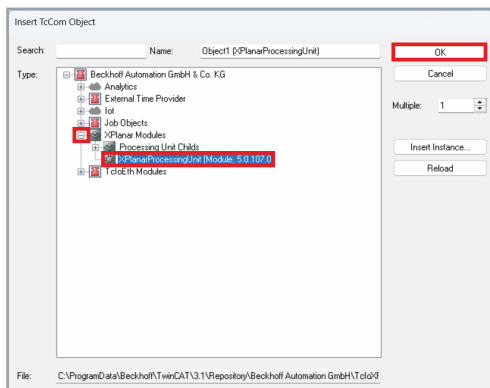 Insert TcCom Object
Search: Name: Object1 (XPlanarProcessingUnit) OK
Type: Beckhoff Automation GmbH & Co. KG Cancel
Analytics
External Time Provider
Iot Multiple: 1
Job Objects
XPlanar Modules
Processing Unit Childs Insert Instance...
XPlanarProcessingUnit [Module, 5.0.107.0
TcIoEth Modules Reload
File: C:\ProgramData\Beckhoff\TwinCAT\3.1\Repository\Beckhoff Automation GmbH\TcIoXF